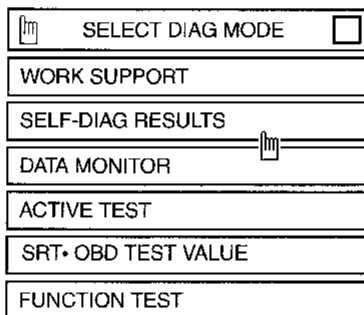 SELECT DIAG MODE
WORK SUPPORT
SELF-DIAG RESULTS
DATA MONITOR
ACTIVE TEST
SRT• OBD TEST VALUE
FUNCTION TEST